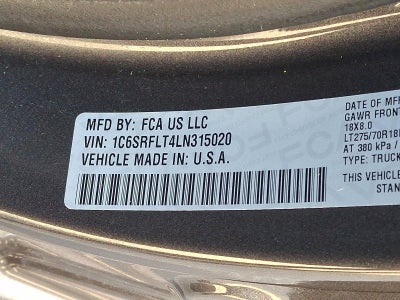 MFD BY: FCA US LLC
VIN: 1C6SRFLT4LN315020
VEHICLE MADE IN: U.S.A.
DATE OF MF
GAWR FRONT
18X8.0
LT275/70R18
AT 380 kPa /
TYPE: TRUCK
THIS VEHICLE
STAN